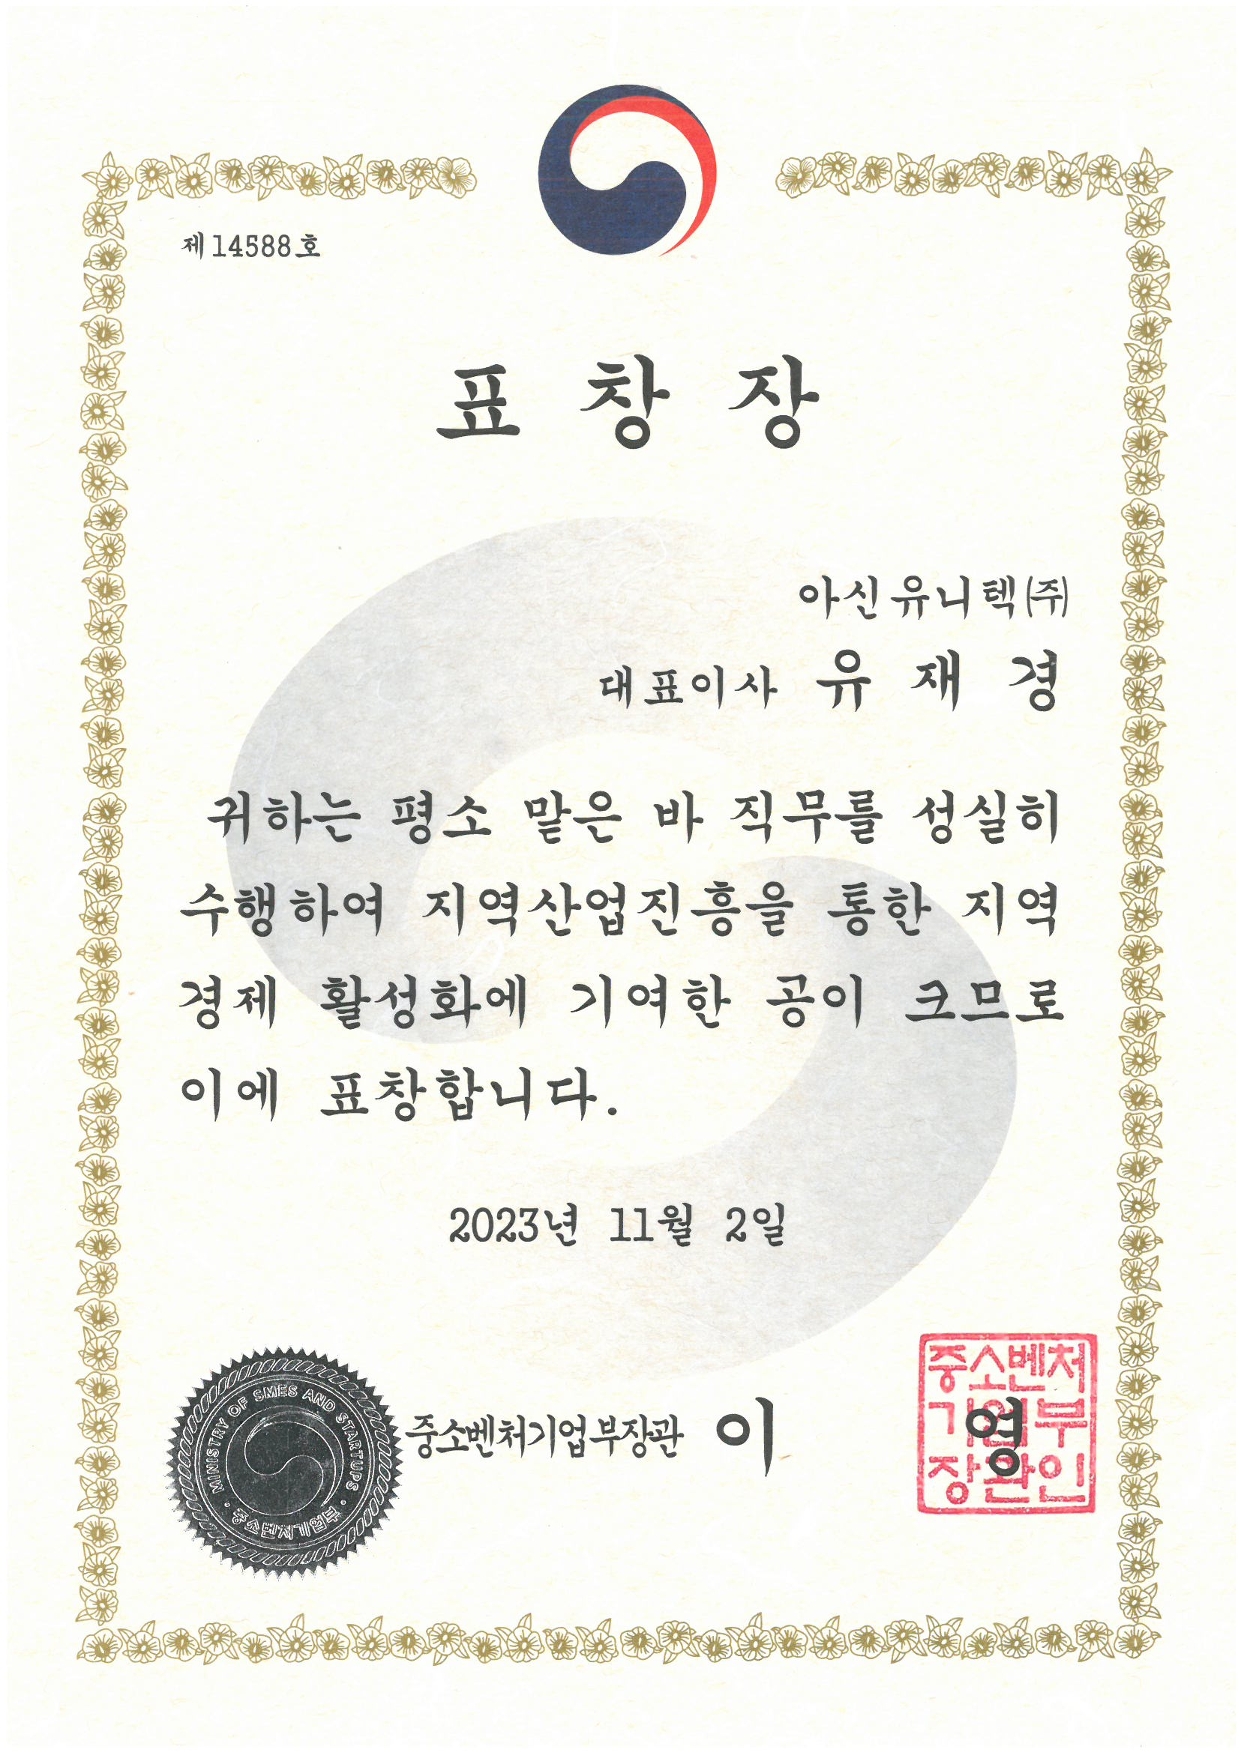 제14588호
표 창 장
아신유니텍(주)
대표이사 유 재 경
귀하는 평소 맡은 바 직무를 성실히
수행하여 지역산업진흥을 통한 지역
경제 활성화에 기여한 공이 크므로
이에 표창합니다.
2023년 11월 2일
중소벤처기업부장관 이 영
중소벤처
기업부
장관인
MINISTRY OF SMES AND STARTUPS
중소벤처기업부